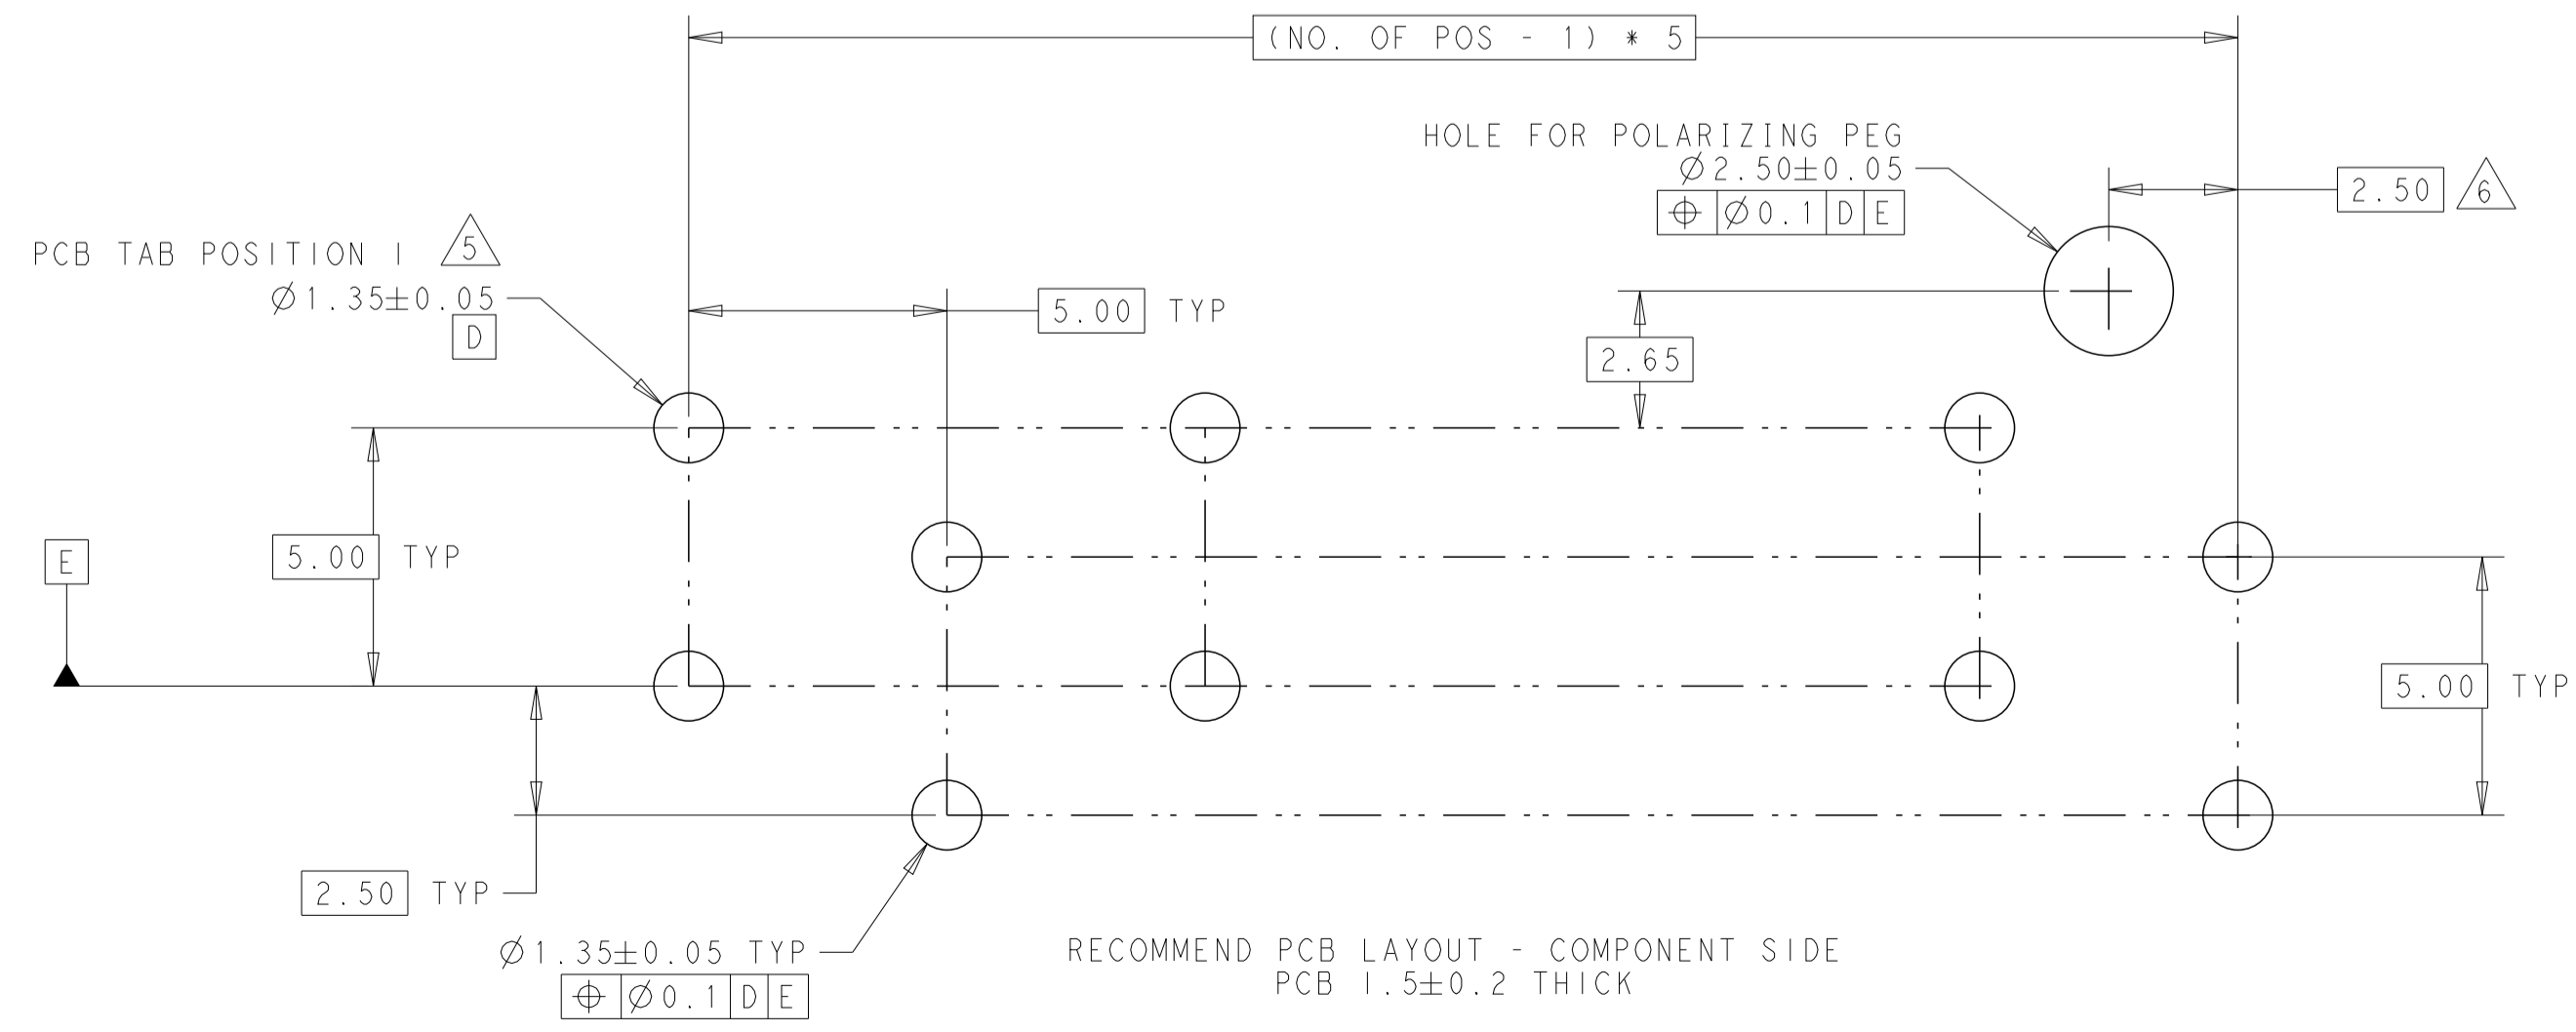 (NO. OF POS - 1) * 5
HOLE FOR POLARIZING PEG
Ø2.50±0.05
⌖ Ø0.1 D E
2.50 6
PCB TAB POSITION 1 5
Ø1.35±0.05
D
5.00 TYP
2.65
E
5.00 TYP
5.00 TYP
2.50 TYP
Ø1.35±0.05 TYP
⌖ Ø0.1 D E
RECOMMEND PCB LAYOUT - COMPONENT SIDE
PCB 1.5±0.2 THICK